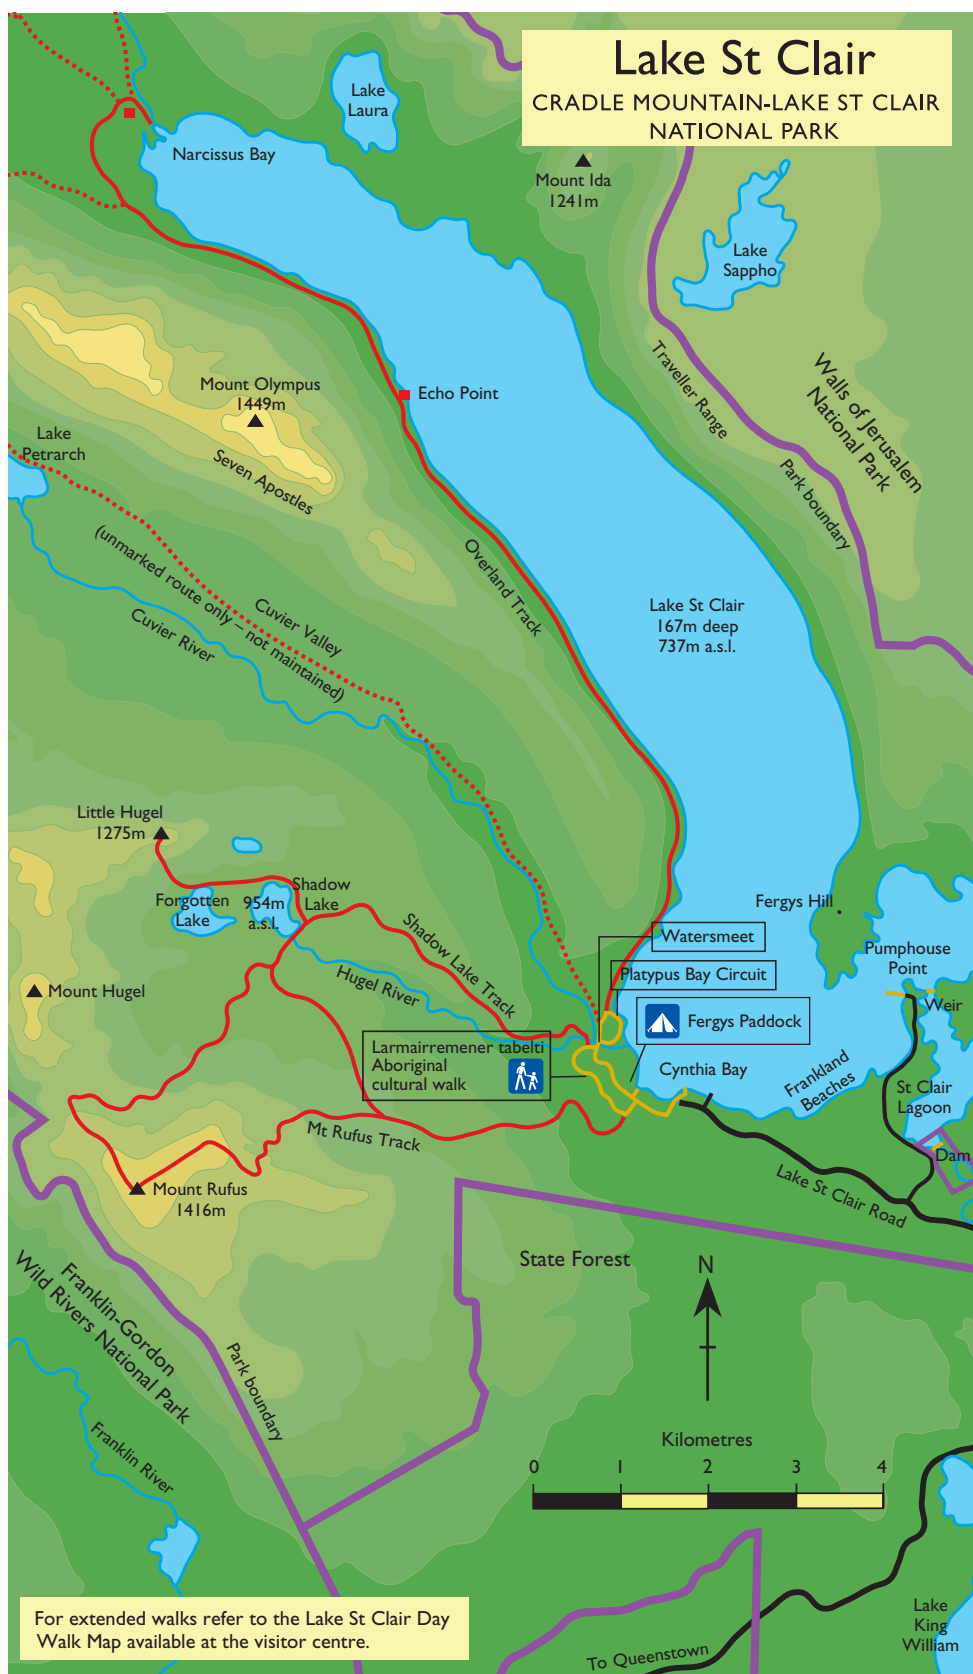 Lake St Clair
CRADLE MOUNTAIN-LAKE ST CLAIR
NATIONAL PARK
Lake
Laura
Narcissus Bay
Mount Ida
1241m
Lake
Sappho
Traveller Range
Walls of Jerusalem
National Park
Park boundary
Mount Olympus
1449m
Echo Point
Seven Apostles
Lake
Petrarch
Overland Track
Cuvier Valley
(unmarked route only – not maintained)
Cuvier River
Lake St Clair
167m deep
737m a.s.l.
Little Hugel
1275m
Forgotten
Lake
954m
a.s.l.
Shadow
Lake
Shadow Lake Track
Hugel River
Mount Hugel
Fergys Hill
Watersmeet
Platypus Bay Circuit
Fergys Paddock
Pumphouse
Point
Weir
Larmairremener tabelti
Aboriginal
cultural walk
Cynthia Bay
Frankland
Beaches
St Clair
Lagoon
Dam
Mt Rufus Track
Mount Rufus
1416m
Lake St Clair Road
State Forest
N
Franklin-Gordon
Wild Rivers National Park
Park boundary
Franklin River
Kilometres
0 1 2 3 4
For extended walks refer to the Lake St Clair Day
Walk Map available at the visitor centre.
To Queenstown
Lake
King
William